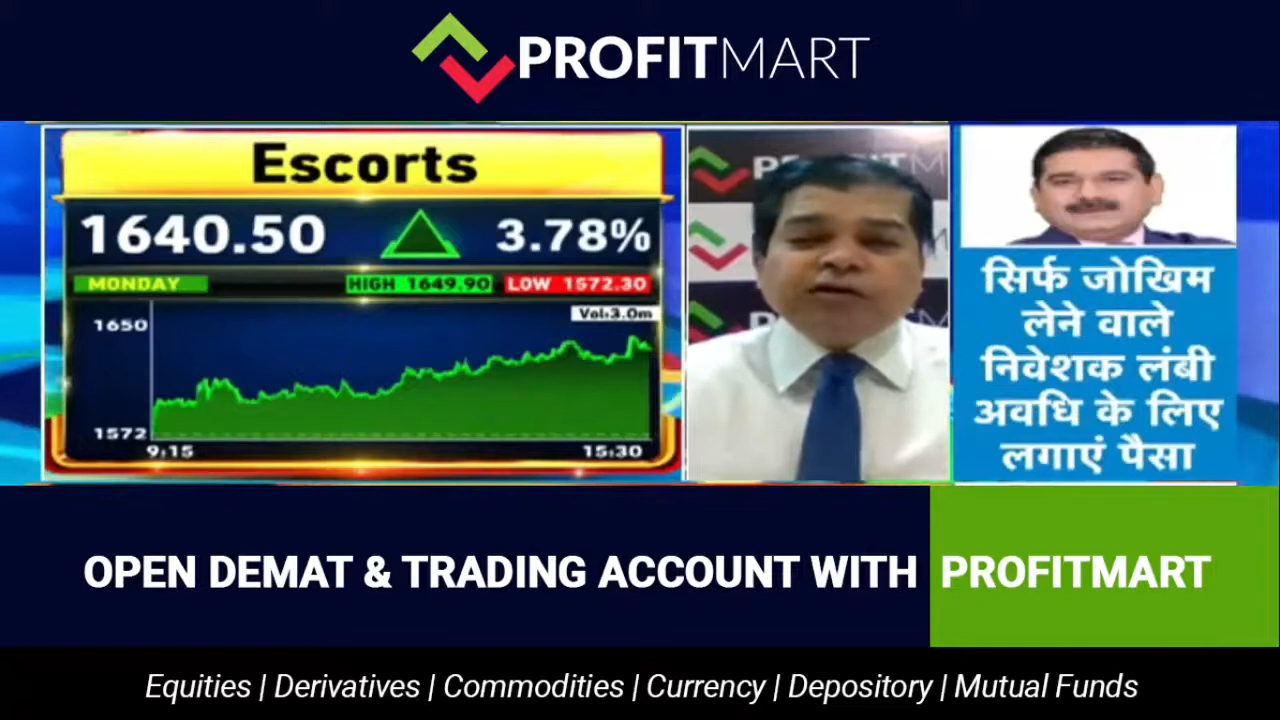 PROFITMART
Escorts
1640.50 3.78%
MONDAY HIGH 1649.90 LOW 1572.30
Vol:3.0m
1650
1572
9:15 15:30
सिर्फ जोखिम
लेने वाले
निवेशक लंबी
अवधि के लिए
लगाएं पैसा
OPEN DEMAT & TRADING ACCOUNT WITH PROFITMART
Equities | Derivatives | Commodities | Currency | Depository | Mutual Funds